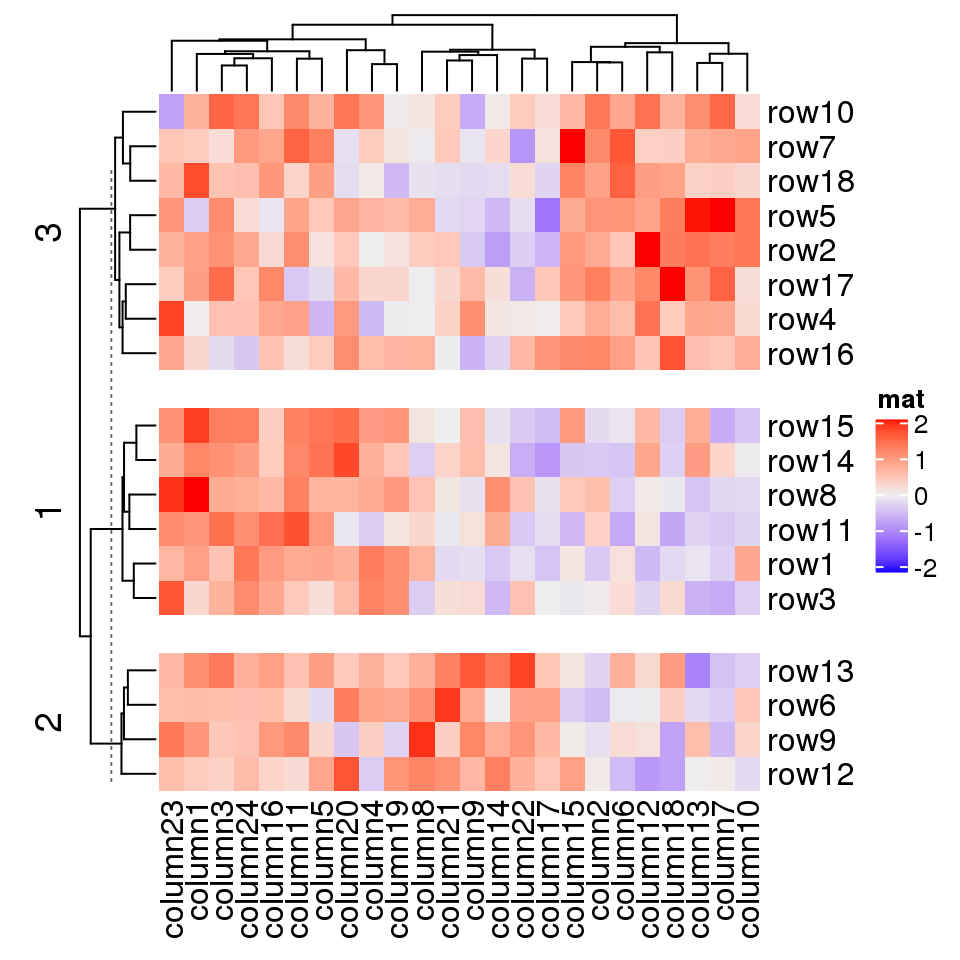 row10
row7
row18
3
row5
row2
row17
row4
row16
row15
row14
row8
1
row11
row1
row3
row13
row6
2
row9
row12
mat
2
1
0
-1
-2
column23
column1
column3
column24
column16
column11
column5
column20
column4
column19
column8
column21
column9
column14
column22
column17
column15
column2
column6
column12
column18
column13
column7
column10